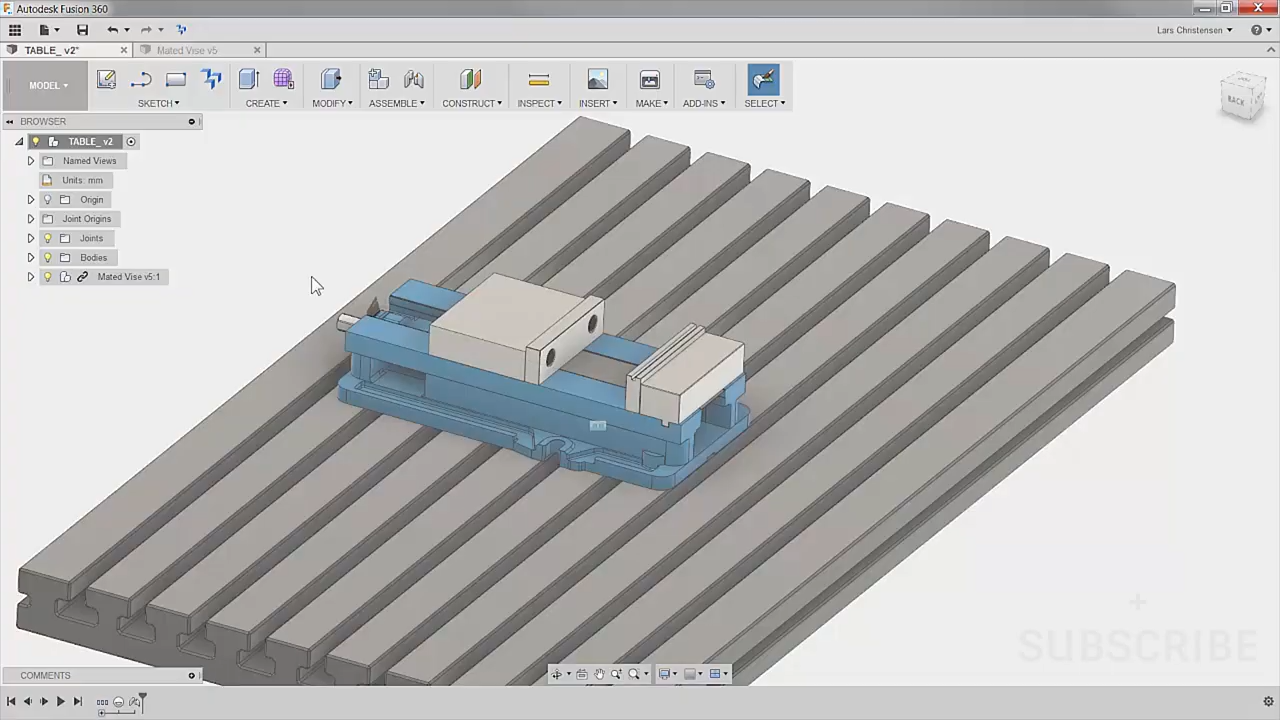 Autodesk Fusion 360
Lars Christensen
TABLE_ v2*
Mated Vise v5
MODEL
SKETCH
CREATE
MODIFY
ASSEMBLE
CONSTRUCT
INSPECT
INSERT
MAKE
ADD-INS
SELECT
BACK
BROWSER
TABLE_ v2
Named Views
Units: mm
Origin
Joint Origins
Joints
Bodies
Mated Vise v5:1
SUBSCRIBE
COMMENTS